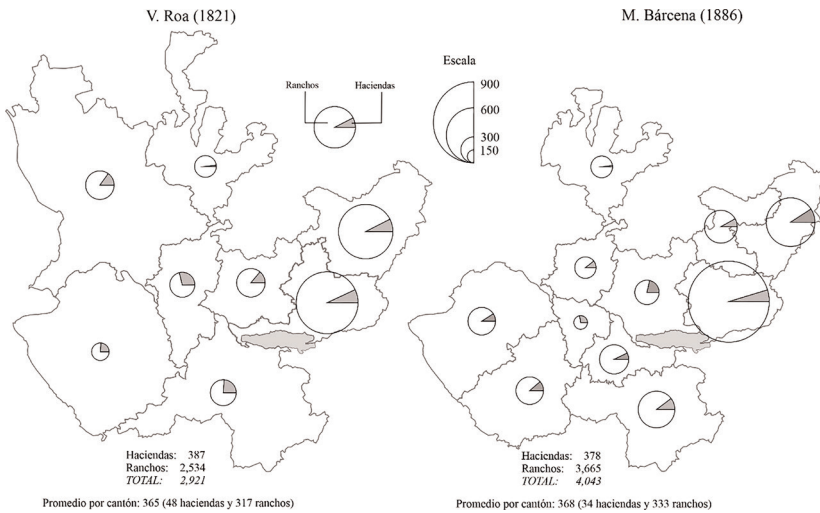 V. Roa (1821)
M. Bárcena (1886)
Escala
900
600
300
150
Ranchos
Haciendas
Haciendas: 387
Ranchos: 2,534
TOTAL: 2,921
Promedio por cantón: 365 (48 haciendas y 317 ranchos)
Haciendas: 378
Ranchos: 3,665
TOTAL: 4,043
Promedio por cantón: 368 (34 haciendas y 333 ranchos)